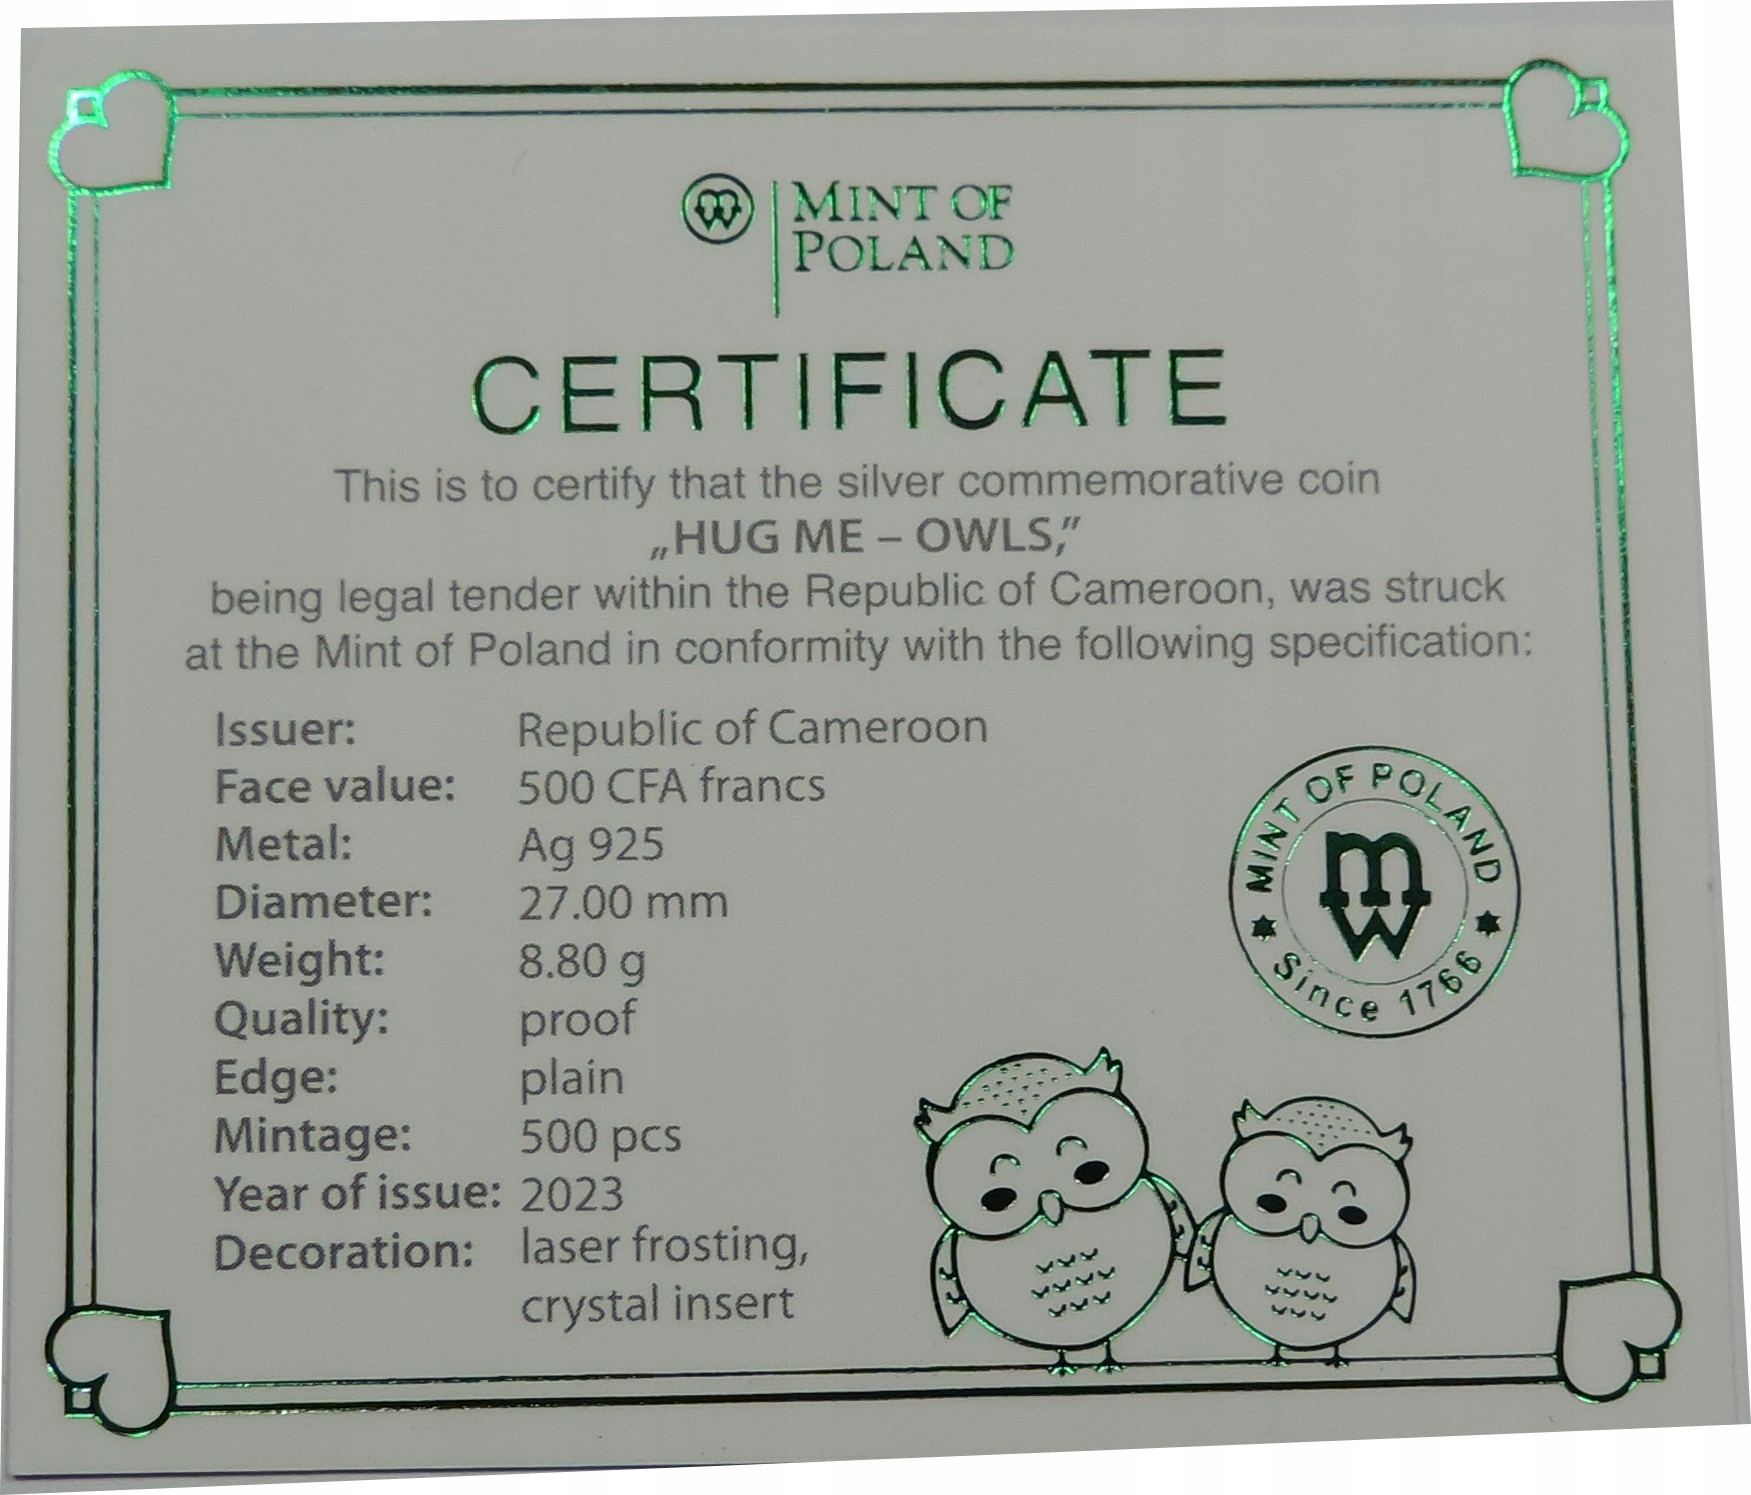 MINT OF
POLAND
CERTIFICATE
This is to certify that the silver commemorative coin
„HUG ME – OWLS,”
being legal tender within the Republic of Cameroon, was struck
at the Mint of Poland in conformity with the following specification:
Issuer: Republic of Cameroon
Face value: 500 CFA francs
Metal: Ag 925
Diameter: 27.00 mm
Weight: 8.80 g
Quality: proof
Edge: plain
Mintage: 500 pcs
Year of issue: 2023
Decoration: laser frosting,
crystal insert
MINT OF POLAND
mw
Since 1766